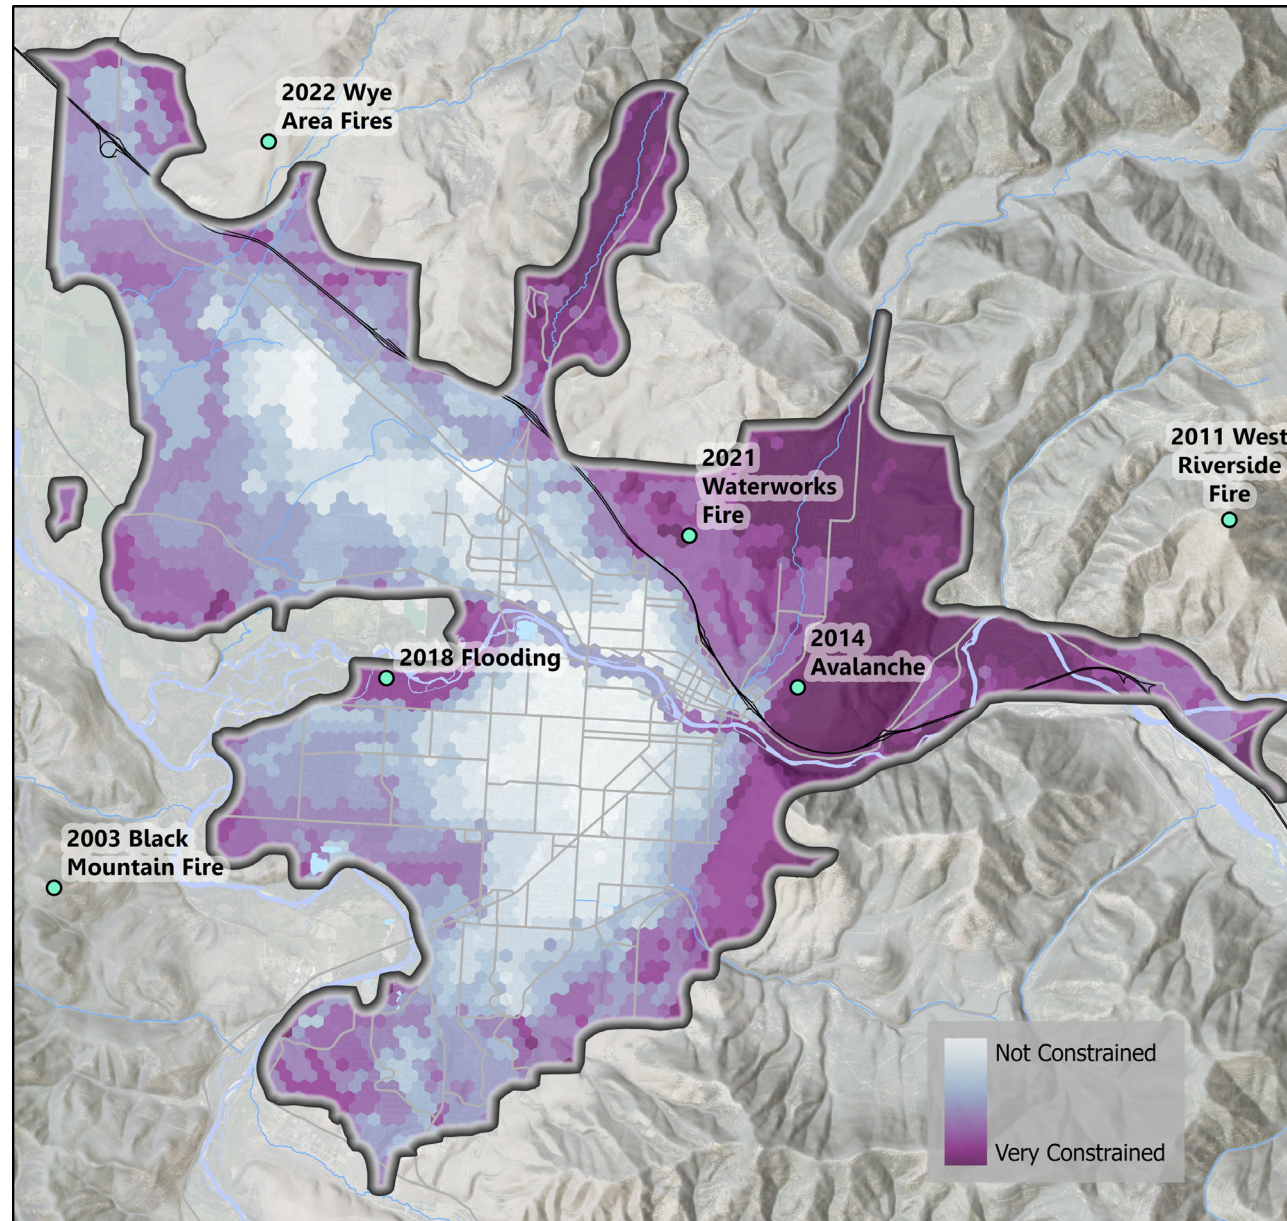 2022 Wye
Area Fires
2011 West
Riverside
Fire
2021
Waterworks
Fire
2014
Avalanche
2018 Flooding
2003 Black
Mountain Fire
Not Constrained
Very Constrained